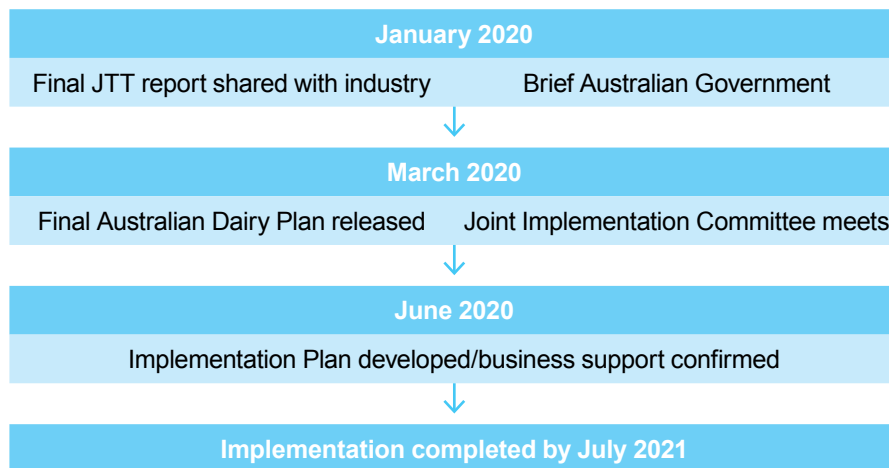 January 2020
Final JTT report shared with industry    Brief Australian Government
March 2020
Final Australian Dairy Plan released    Joint Implementation Committee meets
June 2020
Implementation Plan developed/business support confirmed
Implementation completed by July 2021